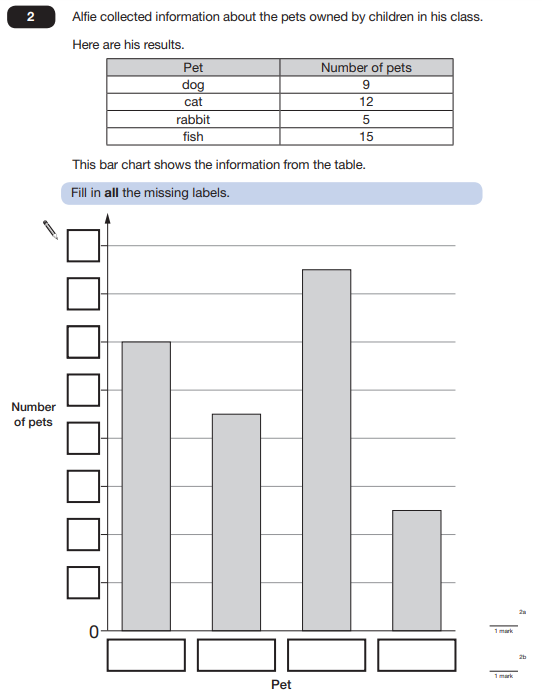 2 Alfie collected information about the pets owned by children in his class.
Here are his results.
Pet Number of pets
dog 9
cat 12
rabbit 5
fish 15
This bar chart shows the information from the table.
Fill in all the missing labels.
Number
of pets
0
Pet
2a
1 mark
2b
1 mark